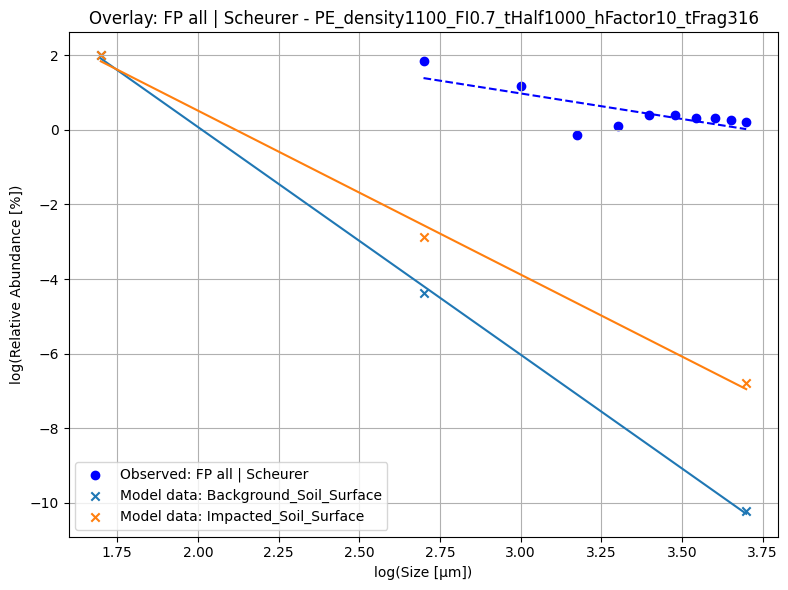 Overlay: FP all | Scheurer - PE_density1100_FI0.7_tHalf1000_hFactor10_tFrag316
log(Relative Abundance [%])
2
0
−2
−4
−6
−8
−10
Observed: FP all | Scheurer
Model data: Background_Soil_Surface
Model data: Impacted_Soil_Surface
1.75 2.00 2.25 2.50 2.75 3.00 3.25 3.50 3.75
log(Size [µm])